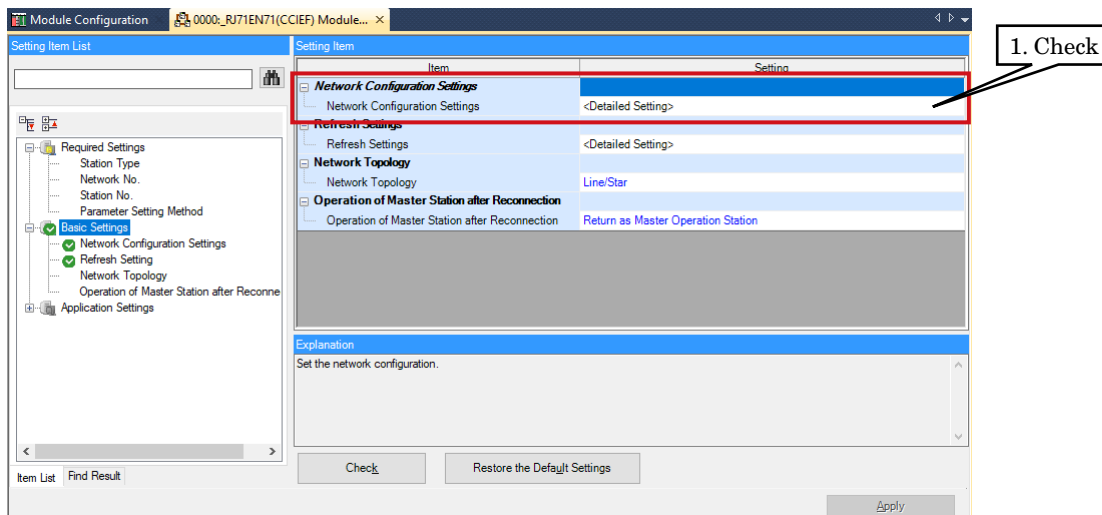 Module Configuration
0000:_RJ71EN71(CCIEF) Module...
1. Check
Setting Item List
Setting Item
Item
Setting
Network Configuration Settings
Network Configuration Settings
<Detailed Setting>
Refresh Settings
Refresh Settings
<Detailed Setting>
Network Topology
Network Topology
Line/Star
Operation of Master Station after Reconnection
Operation of Master Station after Reconnection
Return as Master Operation Station
Required Settings
Station Type
Network No.
Station No.
Parameter Setting Method
Basic Settings
Network Configuration Settings
Refresh Setting
Network Topology
Operation of Master Station after Reconne
Application Settings
Explanation
Set the network configuration.
Item List
Find Result
Check
Restore the Default Settings
Apply